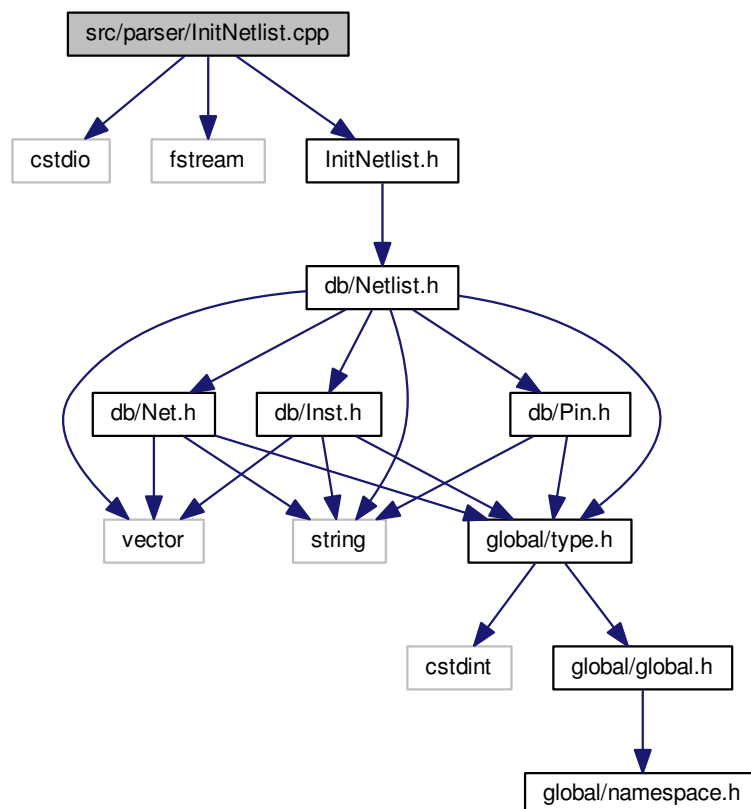 src/parser/InitNetlist.cpp
cstdio
fstream
InitNetlist.h
db/Netlist.h
db/Net.h
db/Inst.h
db/Pin.h
vector
string
global/type.h
cstdint
global/global.h
global/namespace.h